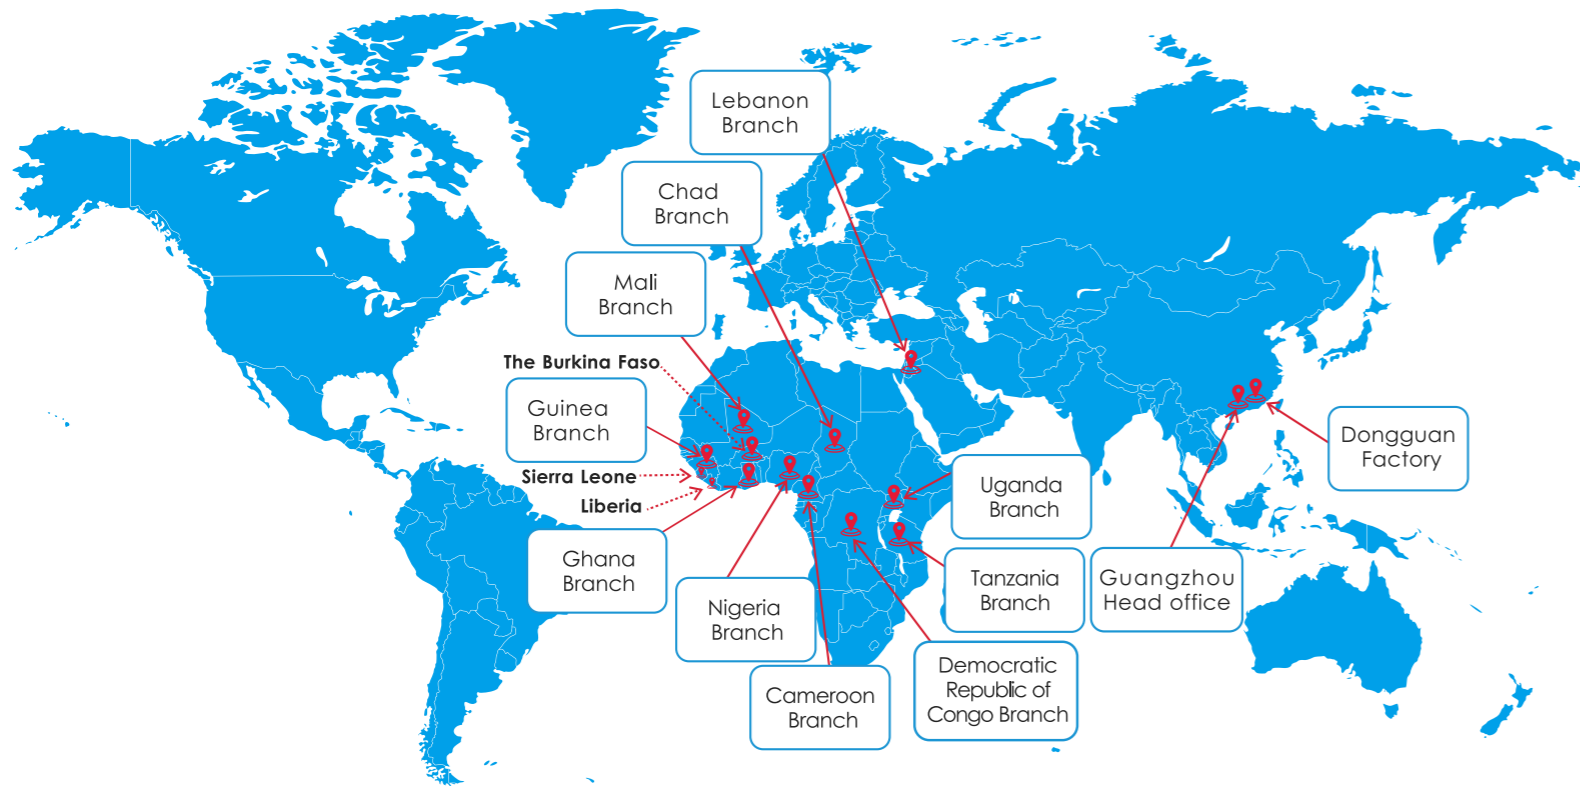 Lebanon
Branch
Chad
Branch
Mali
Branch
The Burkina Faso
Guinea
Branch
Sierra Leone
Liberia
Ghana
Branch
Nigeria
Branch
Cameroon
Branch
Democratic
Republic of
Congo Branch
Uganda
Branch
Tanzania
Branch
Guangzhou
Head office
Dongguan
Factory